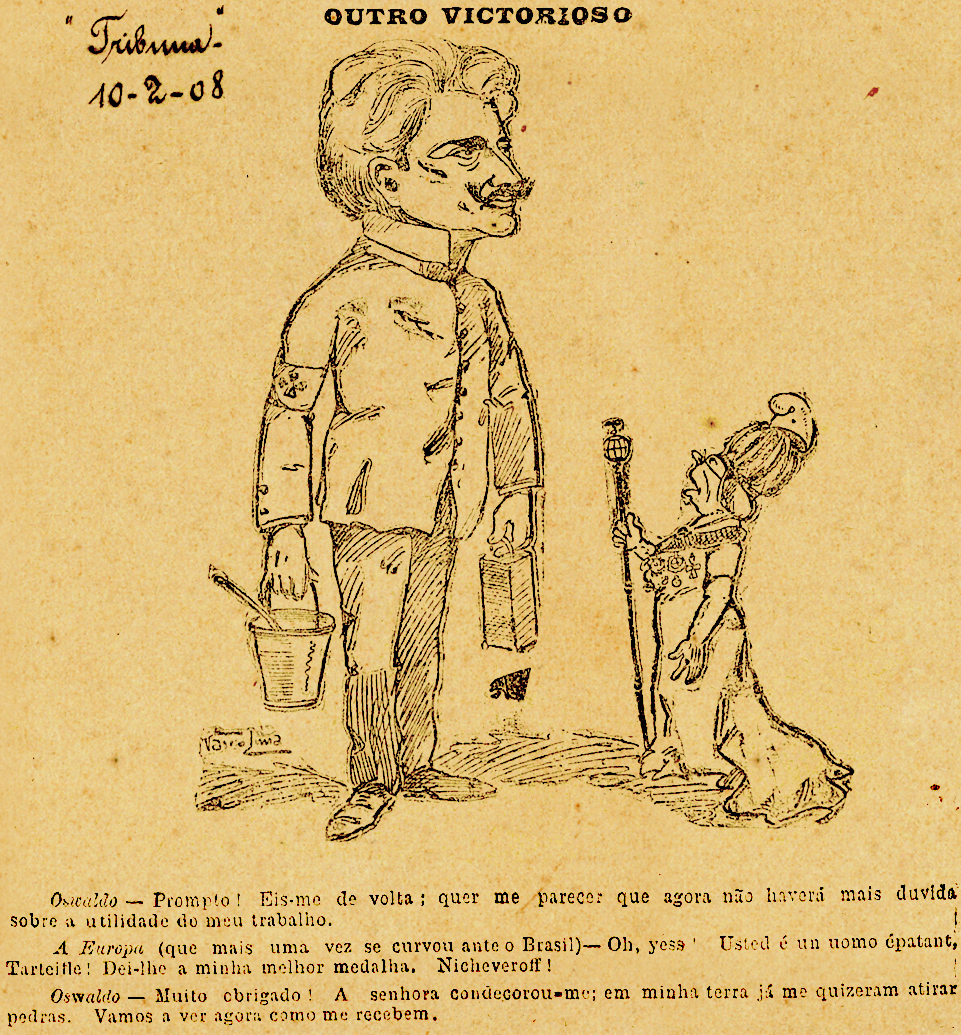 OUTRO VICTORIOSO
"Tribuna"-
10-2-08
Vasco Lima
Oswaldo — Prompto! Eis-me de volta; quer me parecer que agora não haverá mais duvida
sobre a utilidade do meu trabalho.
A Europa (que mais uma vez se curvou ante o Brasil)— Oh, yess! Usted é un uomo épatant,
Tarteifle! Dei-lhe a minha melhor medalha. Nicheveroff!
Oswaldo — Muito obrigado! A senhora condecorou-me; em minha terra já me quizeram atirar
pedras. Vamos a ver agora como me recebem.